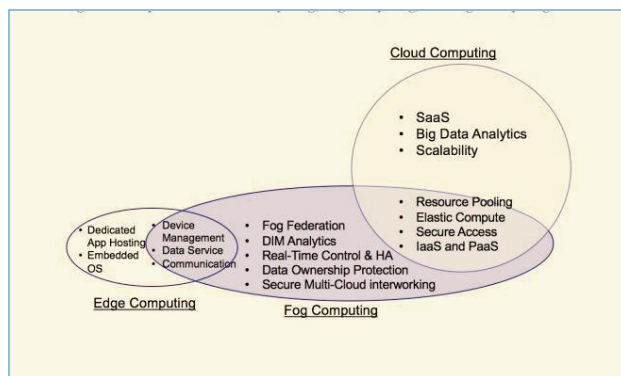 Cloud Computing
• SaaS
• Big Data Analytics
• Scalability
• Resource Pooling
• Elastic Compute
• Secure Access
• IaaS and PaaS
• Dedicated
App Hosting
• Embedded
OS
• Device
Management
• Data Service
• Communication
• Fog Federation
• DIM Analytics
• Real-Time Control & HA
• Data Ownership Protection
• Secure Multi-Cloud interworking
Edge Computing
Fog Computing